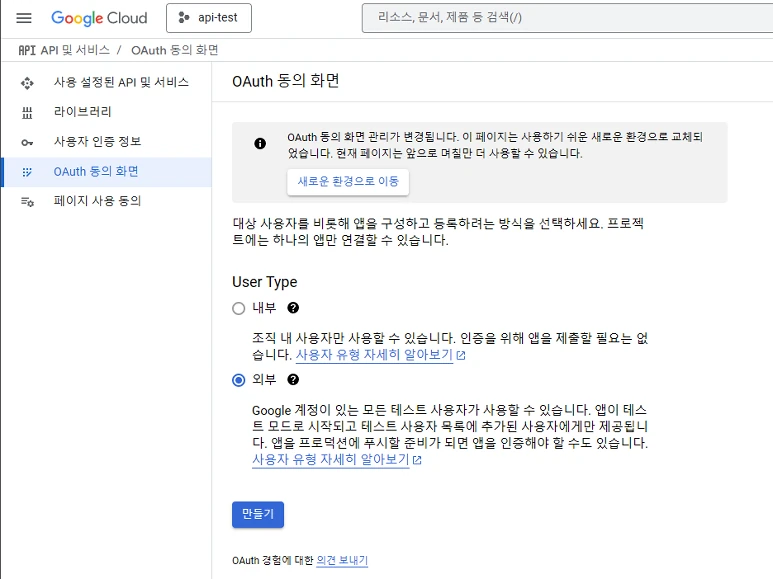 Google Cloud
api-test
리소스, 문서, 제품 등 검색(/)
API API 및 서비스 / OAuth 동의 화면
사용 설정된 API 및 서비스
라이브러리
사용자 인증 정보
OAuth 동의 화면
페이지 사용 동의
OAuth 동의 화면
OAuth 동의 화면 관리가 변경됩니다. 이 페이지는 사용하기 쉬운 새로운 환경으로 교체되
었습니다. 현재 페이지는 앞으로 며칠만 더 사용할 수 있습니다.
새로운 환경으로 이동
대상 사용자를 비롯해 앱을 구성하고 등록하려는 방식을 선택하세요. 프로젝
트에는 하나의 앱만 연결할 수 있습니다.
User Type
내부
조직 내 사용자만 사용할 수 있습니다. 인증을 위해 앱을 제출할 필요는 없
습니다. 사용자 유형 자세히 알아보기
외부
Google 계정이 있는 모든 테스트 사용자가 사용할 수 있습니다. 앱이 테스
트 모드로 시작되고 테스트 사용자 목록에 추가된 사용자에게만 제공됩니
다. 앱을 프로덕션에 푸시할 준비가 되면 앱을 인증해야 할 수도 있습니다.
사용자 유형 자세히 알아보기
만들기
OAuth 경험에 대한 의견 보내기